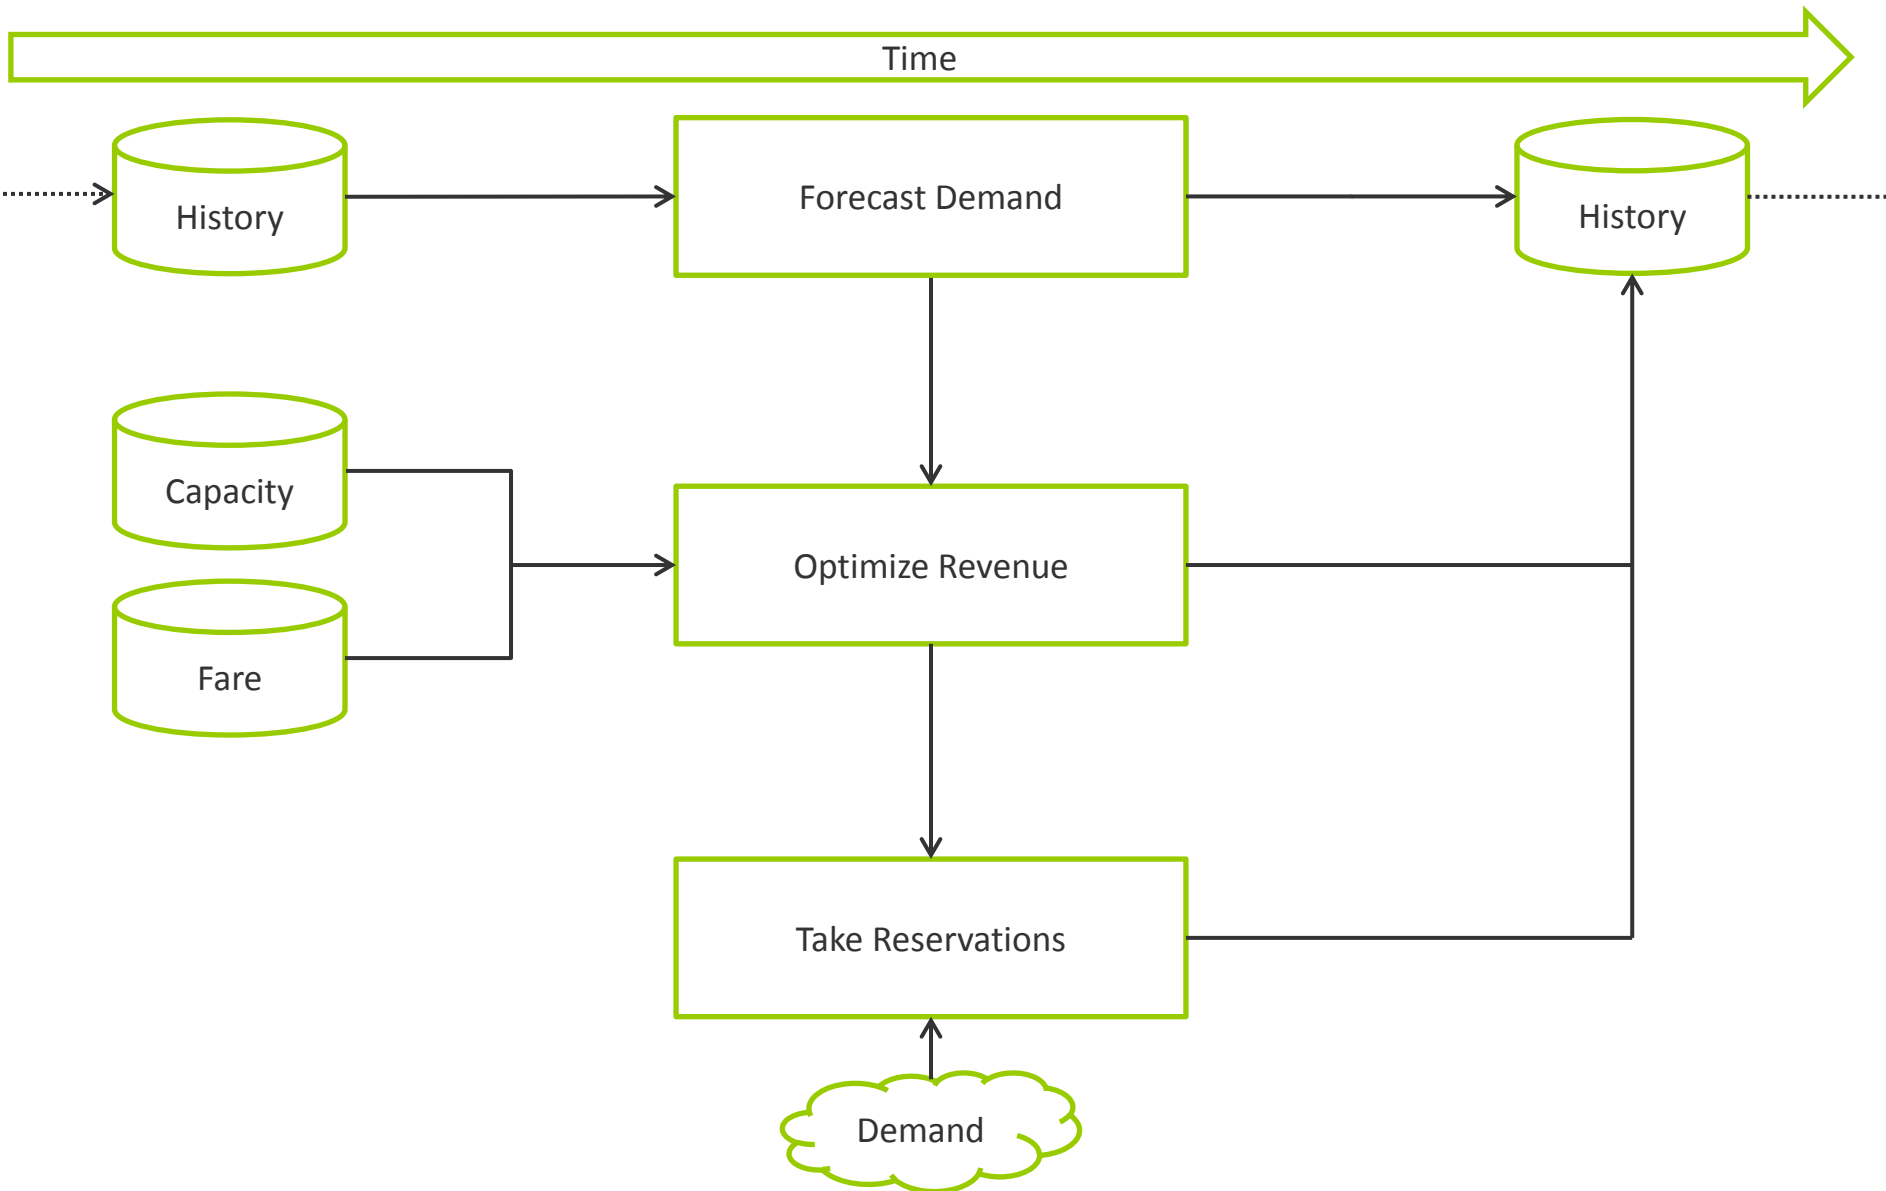 Time
History
Forecast Demand
History
Capacity
Optimize Revenue
Fare
Take Reservations
Demand